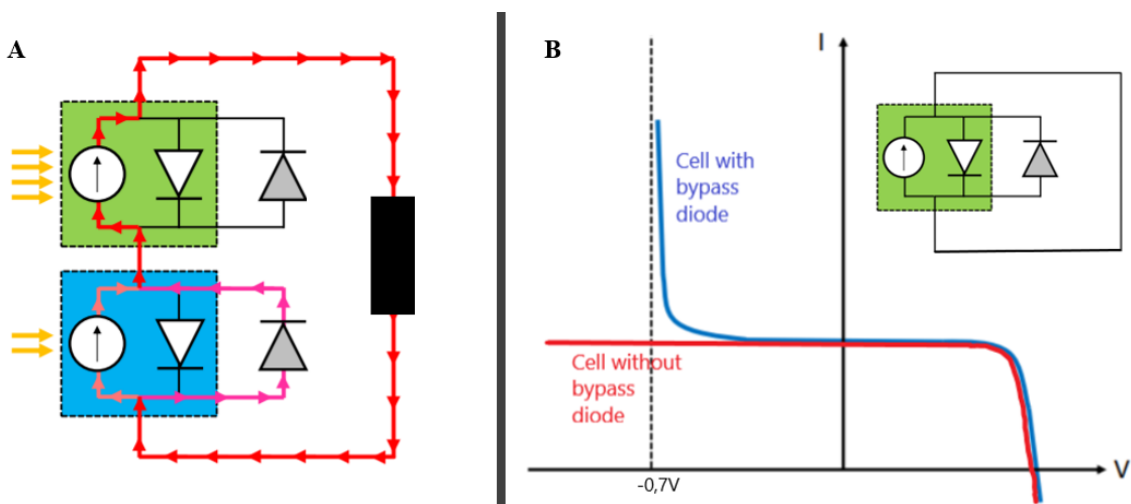 A
B
I
Cell with
bypass
diode
Cell without
bypass
diode
-0,7V
V